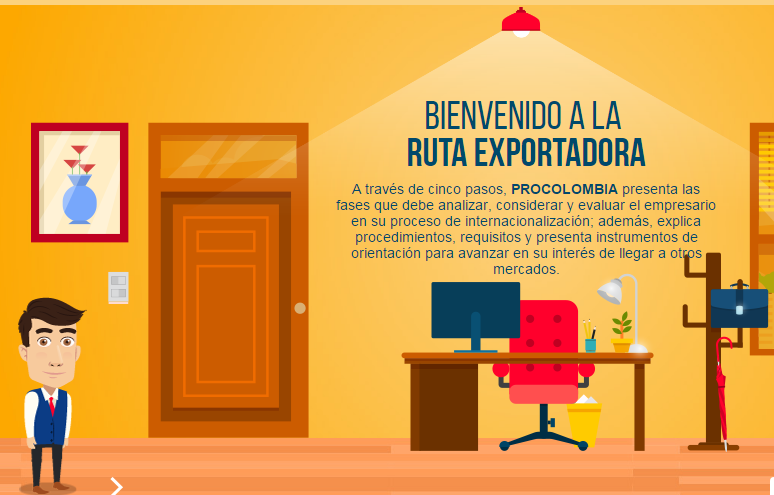 BIENVENIDO A LA
RUTA EXPORTADORA
A través de cinco pasos, PROCOLOMBIA presenta las
fases que debe analizar, considerar y evaluar el empresario
en su proceso de internacionalización; además, explica
procedimientos, requisitos y presenta instrumentos de
orientación para avanzar en su interés de llegar a otros
mercados.